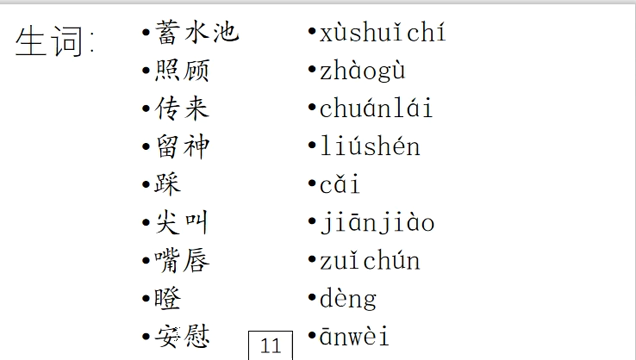 生词:
•蓄水池 •xùshuǐchí
•照顾 •zhàogù
•传来 •chuánlái
•留神 •liúshén
•踩 •cǎi
•尖叫 •jiānjiào
•嘴唇 •zuǐchún
•瞪 •dèng
•安慰 •ānwèi
11